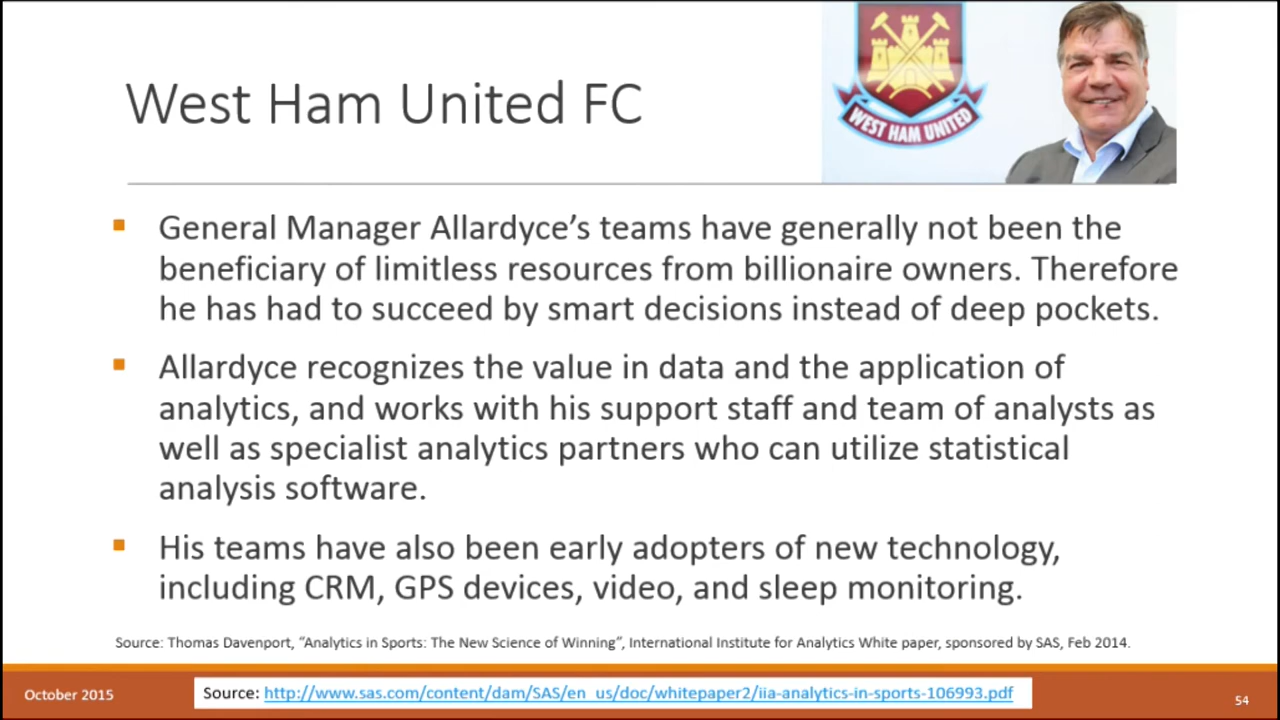 WEST HAM UNITED
West Ham United FC
General Manager Allardyce’s teams have generally not been the
beneficiary of limitless resources from billionaire owners. Therefore
he has had to succeed by smart decisions instead of deep pockets.
Allardyce recognizes the value in data and the application of
analytics, and works with his support staff and team of analysts as
well as specialist analytics partners who can utilize statistical
analysis software.
His teams have also been early adopters of new technology,
including CRM, GPS devices, video, and sleep monitoring.
Source: Thomas Davenport, “Analytics in Sports: The New Science of Winning”, International Institute for Analytics White paper, sponsored by SAS, Feb 2014.
October 2015
Source: http://www.sas.com/content/dam/SAS/en_us/doc/whitepaper2/iia-analytics-in-sports-106993.pdf
54